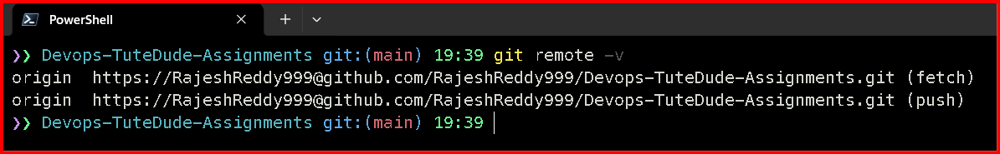 PowerShell
❯❯ Devops-TuteDude-Assignments git:(main) 19:39 git remote -v
origin  https://RajeshReddy999@github.com/RajeshReddy999/Devops-TuteDude-Assignments.git (fetch)
origin  https://RajeshReddy999@github.com/RajeshReddy999/Devops-TuteDude-Assignments.git (push)
❯❯ Devops-TuteDude-Assignments git:(main) 19:39